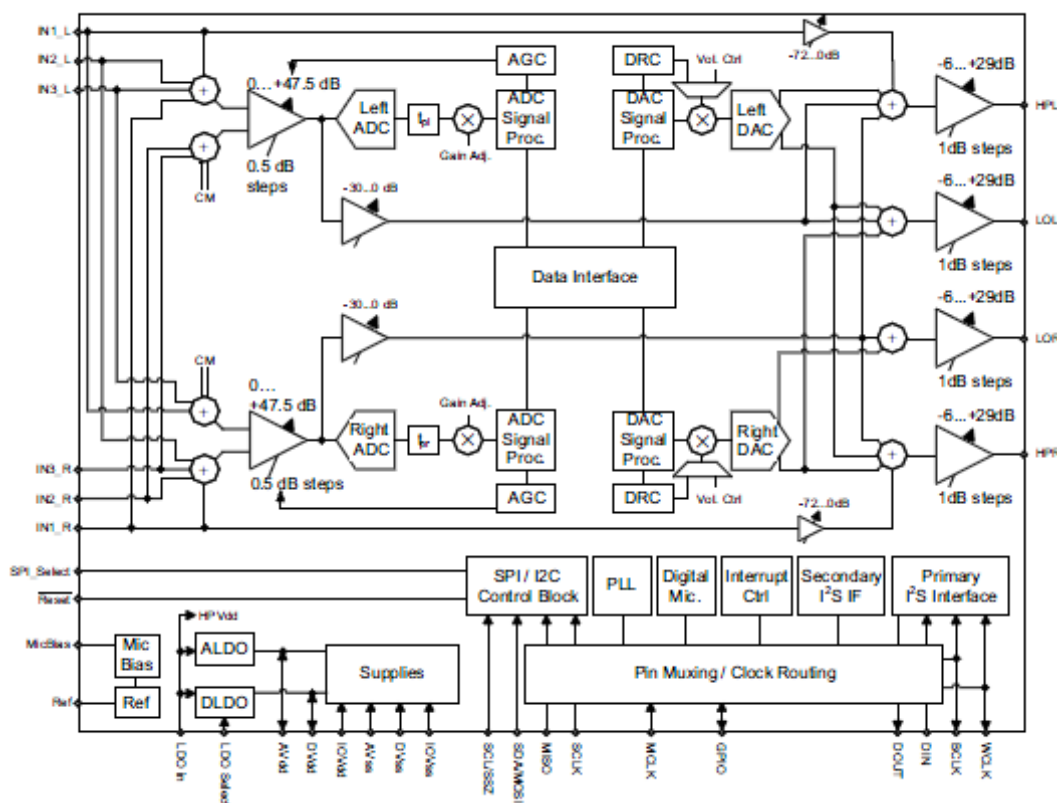 IN1_L
IN2_L
IN3_L
0… +47.5 dB
0.5 dB steps
CM
Left ADC
tpl
Gain Adj.
AGC
ADC Signal Proc.
DRC
DAC Signal Proc.
Vol. Ctrl
Left DAC
-72...0dB
-6...+29dB
HPL
1dB steps
-30...0 dB
-6...+29dB
LOL
1dB steps
Data Interface
-30...0 dB
-6...+29dB
LOR
1dB steps
CM
0… +47.5 dB
0.5 dB steps
Right ADC
tpr
Gain Adj.
ADC Signal Proc.
AGC
DAC Signal Proc.
DRC
Vol. Ctrl
Right DAC
-6...+29dB
HPR
1dB steps
-72...0dB
IN3_R
IN2_R
IN1_R
SPI_Select
Reset
MicBias
Ref
HPVdd
Mic Bias
Ref
ALDO
DLDO
Supplies
SPI / I2C Control Block
PLL
Digital Mic.
Interrupt Ctrl
Secondary I²S IF
Primary I²S Interface
Pin Muxing / Clock Routing
LDO in
LDO Select
AVdd
DVdd
IOVdd
AVss
DVss
IOVss
SCL/SSZ
SDA/MOSI
MISO
SCLK
MCLK
GPIO
DOUT
DIN
BCLK
WCLK